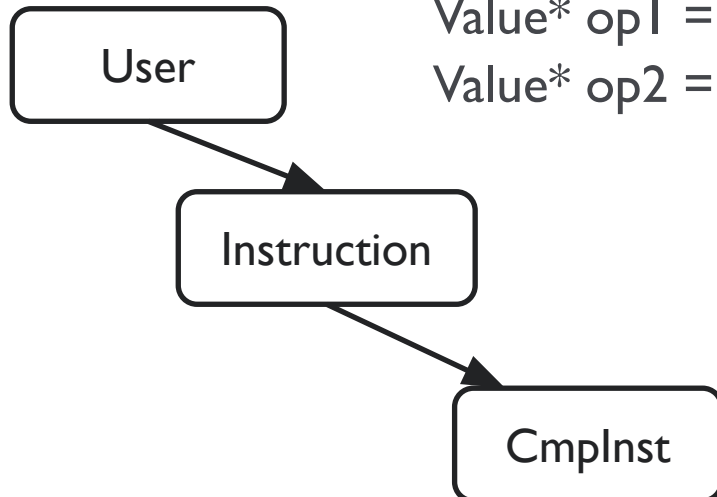 Value* op1 =
User
Value* op2 =
Instruction
CmpInst